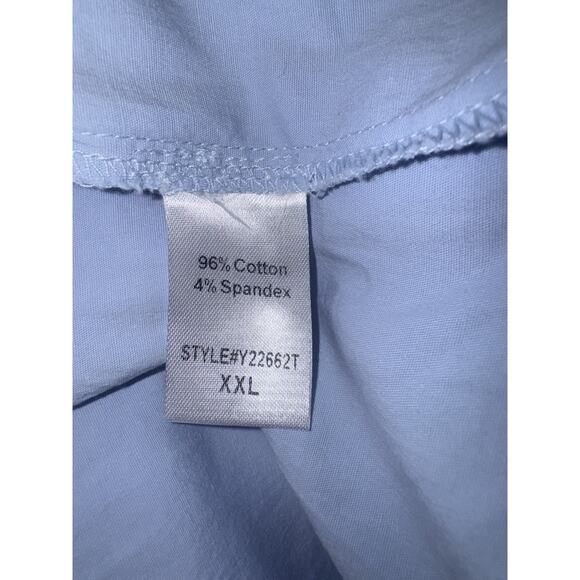 96% Cotton
4% Spandex
STYLE#Y22662T
XXL